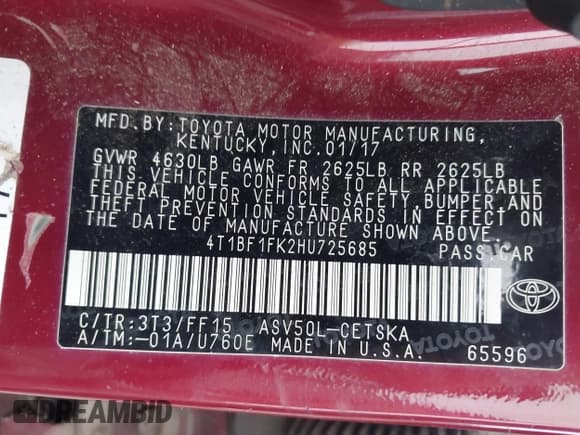 MFD.BY:TOYOTA MOTOR MANUFACTURING,
KENTUCKY, INC. 01/17
GVWR 4630LB GAWR FR 2625LB RR 2625LB
THIS VEHICLE CONFORMS TO ALL APPLICABLE
FEDERAL MOTOR VEHICLE SAFETY, BUMPER, AND
THEFT PREVENTION STANDARDS IN EFFECT ON
THE DATE OF MANUFACTURE SHOWN ABOVE.
4T1BF1FK2HU725685 PASS.CAR
C/TR:3T3/FF15 ASV50L-CETSKA
A/TM:-01A/U760E MADE IN U.S.A. 65596
TOYOTA
DREAMBID